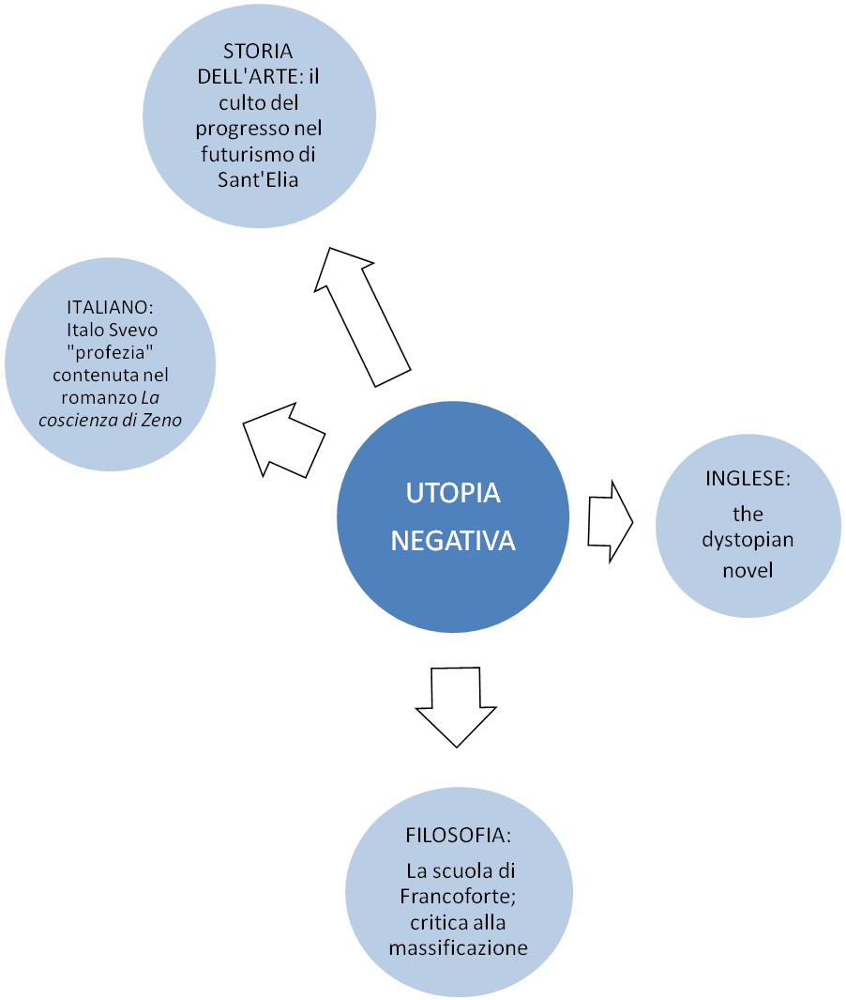 STORIA
DELL'ARTE: il
culto del
progresso nel
futurismo di
Sant'Elia
ITALIANO:
Italo Svevo
"profezia"
contenuta nel
romanzo La
coscienza di Zeno
UTOPIA
NEGATIVA
INGLESE:
the
dystopian
novel
FILOSOFIA:
La scuola di
Francoforte;
critica alla
massificazione